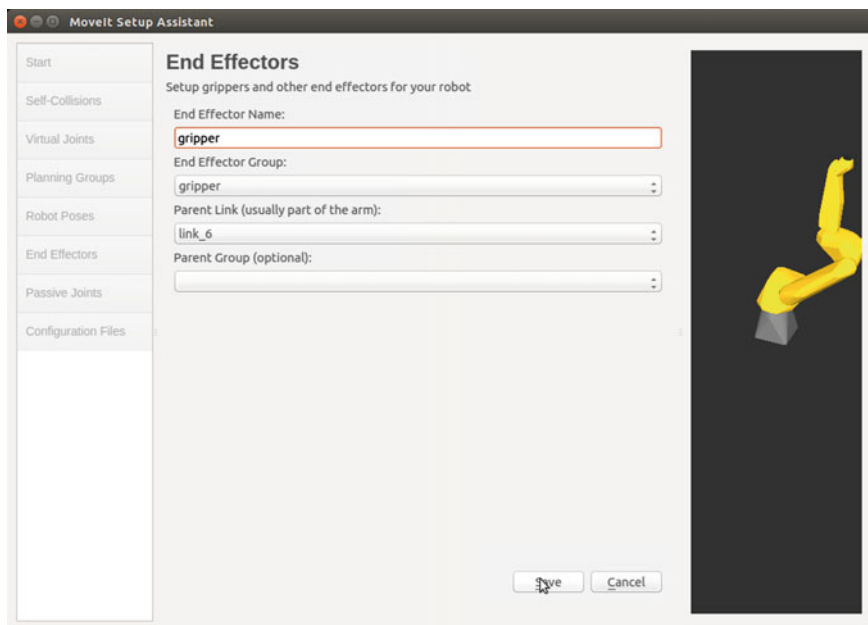 MoveIt Setup Assistant
Start
Self-Collisions
Virtual Joints
Planning Groups
Robot Poses
End Effectors
Passive Joints
Configuration Files
End Effectors
Setup grippers and other end effectors for your robot
End Effector Name:
gripper
End Effector Group:
gripper
Parent Link (usually part of the arm):
link_6
Parent Group (optional):
Save
Cancel